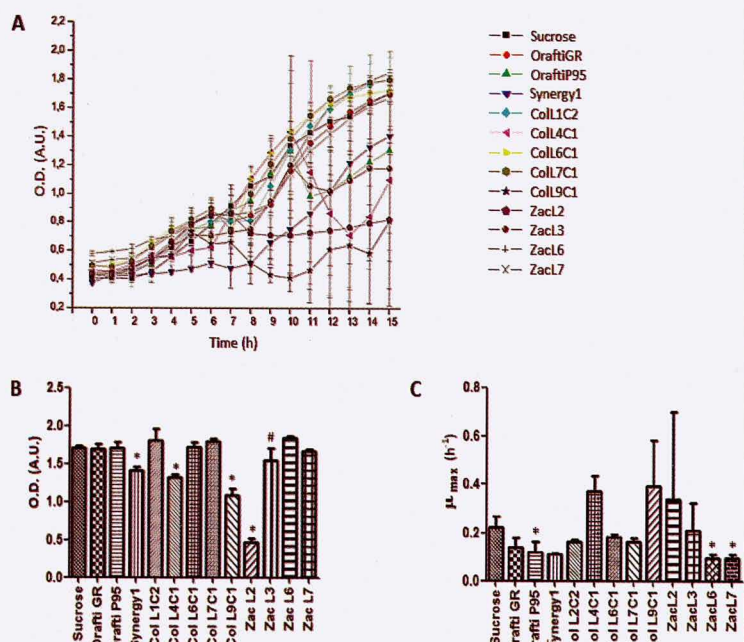 A
O.D. (A.U.)
2,2
2,0
1,8
1,6
1,4
1,2
1,0
0,8
0,6
0,4
0,2
0 1 2 3 4 5 6 7 8 9 10 11 12 13 14 15
Time (h)
Sucrose
OraftiGR
OraftiP95
Synergy1
ColL1C2
ColL4C1
ColL6C1
ColL7C1
ColL9C1
ZacL2
ZacL3
ZacL6
ZacL7
B
O.D. (A.U.)
2.5
2.0
1.5
1.0
0.5
0.0
* * * * #
Sucrose
Orafti GR
Orafti P95
Synergy1
Col L1C2
Col L4C1
Col L6C1
Col L7C1
Col L9C1
Zac L2
Zac L3
Zac L6
Zac L7
C
μ max (h⁻¹)
0.8
0.6
0.4
0.2
0.0
* * *
Sucrose
Orafti GR
Orafti P95
Synergy1
Col L2C2
Col L4C1
Col L6C1
Col L7C1
Col L9C1
ZacL2
ZacL3
ZacL6
ZacL7